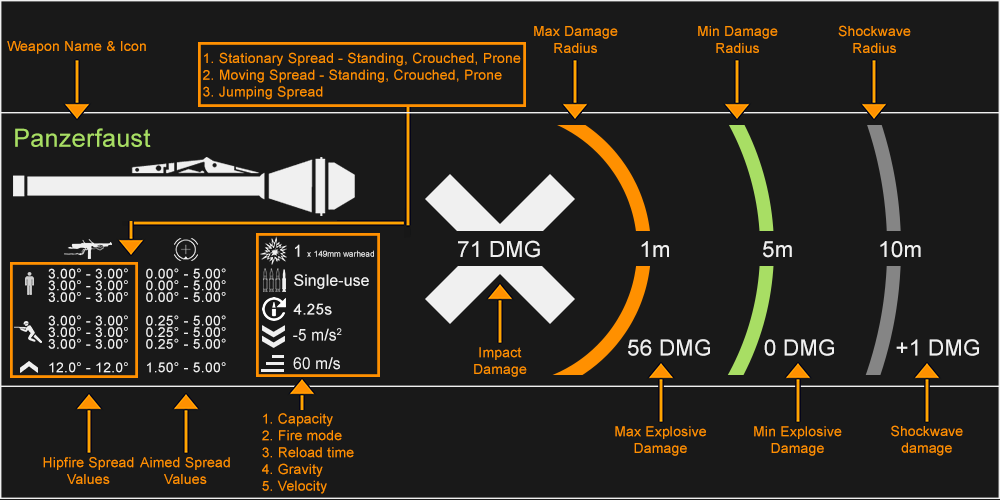 Max Damage
Radius
Min Damage
Radius
Shockwave
Radius
Weapon Name & Icon
1. Stationary Spread - Standing, Crouched, Prone
2. Moving Spread - Standing, Crouched, Prone
3. Jumping Spread
Panzerfaust
3.00° - 3.00°
3.00° - 3.00°
3.00° - 3.00°
0.00° - 5.00°
0.00° - 5.00°
0.00° - 5.00°
3.00° - 3.00°
3.00° - 3.00°
3.00° - 3.00°
0.25° - 5.00°
0.25° - 5.00°
0.25° - 5.00°
12.0° - 12.0°
1.50° - 5.00°
1 x 149mm warhead
Single-use
4.25s
-5 m/s²
60 m/s
71 DMG
1m
5m
10m
56 DMG
0 DMG
+1 DMG
Impact
Damage
Hipfire Spread
Values
Aimed Spread
Values
1. Capacity
2. Fire mode
3. Reload time
4. Gravity
5. Velocity
Max Explosive
Damage
Min Explosive
Damage
Shockwave
damage